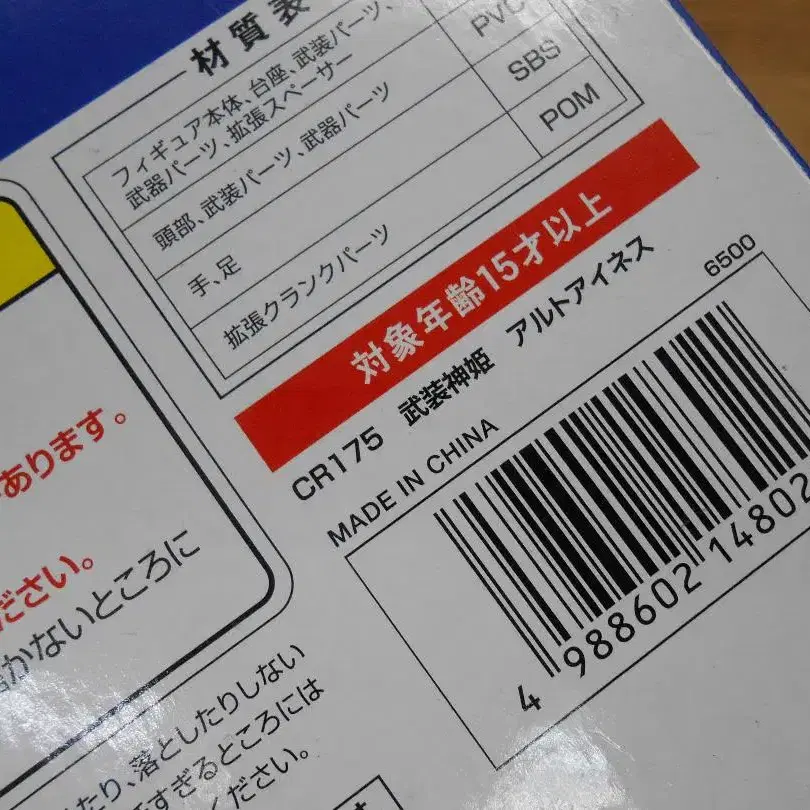 材質表
フィギュア本体、台座、武装パーツ、
武器パーツ、拡張スペーサー
PVC
頭部、武装パーツ、武器パーツ
SBS
手、足
POM
拡張クランクパーツ
対象年齢15才以上
CR175 武装神姫 アルトアイネス
6500
MADE IN CHINA
4 988602 14802
あります。
ださい。
かないところに
たり、落としたりしない
すぎるところには
ください。